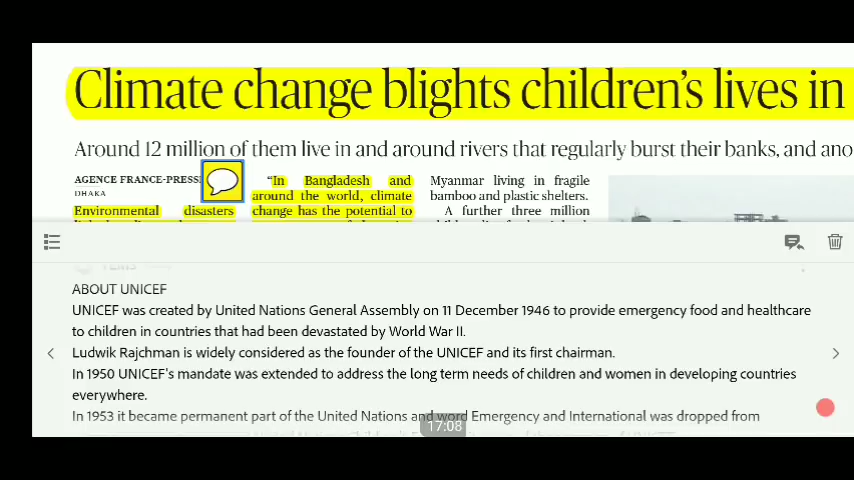 Climate change blights children's lives in
Around 12 million of them live in and around rivers that regularly burst their banks, and ano
AGENCE FRANCE-PRESS
DHAKA
Environmental disasters
"In Bangladesh and
around the world, climate
change has the potential to
Myanmar living in fragile
bamboo and plastic shelters.
A further three million
ABOUT UNICEF
UNICEF was created by United Nations General Assembly on 11 December 1946 to provide emergency food and healthcare
to children in countries that had been devastated by World War II.
Ludwik Rajchman is widely considered as the founder of the UNICEF and its first chairman.
In 1950 UNICEF's mandate was extended to address the long term needs of children and women in developing countries
everywhere.
In 1953 it became permanent part of the United Nations and word Emergency and International was dropped from
17:08